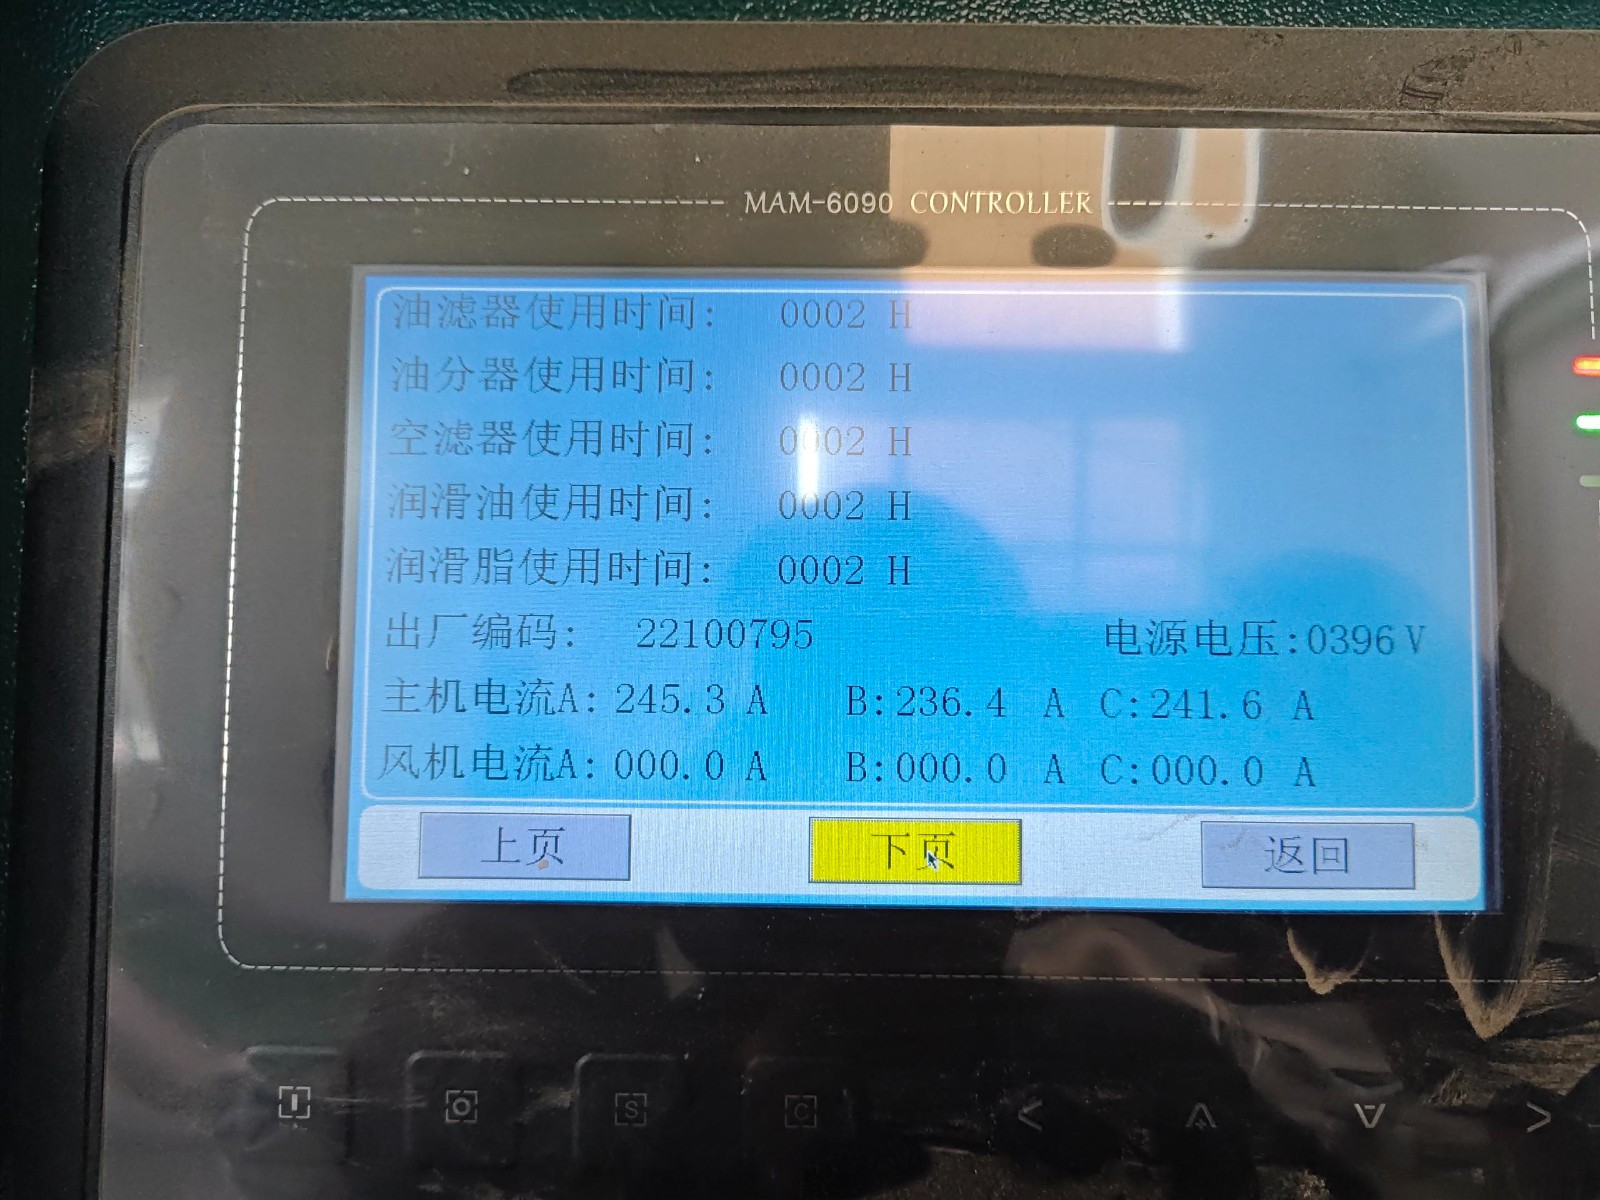 MAM-6090 CONTROLLER
油滤器使用时间: 0002 H
油分器使用时间: 0002 H
空滤器使用时间: 0002 H
润滑油使用时间: 0002 H
润滑脂使用时间: 0002 H
出厂编码: 22100795 电源电压:0396V
主机电流A: 245.3 A B:236.4 A C:241.6 A
风机电流A: 000.0 A B:000.0 A C:000.0 A
上页 下页 返回
I O S C < ∧ ∨ >